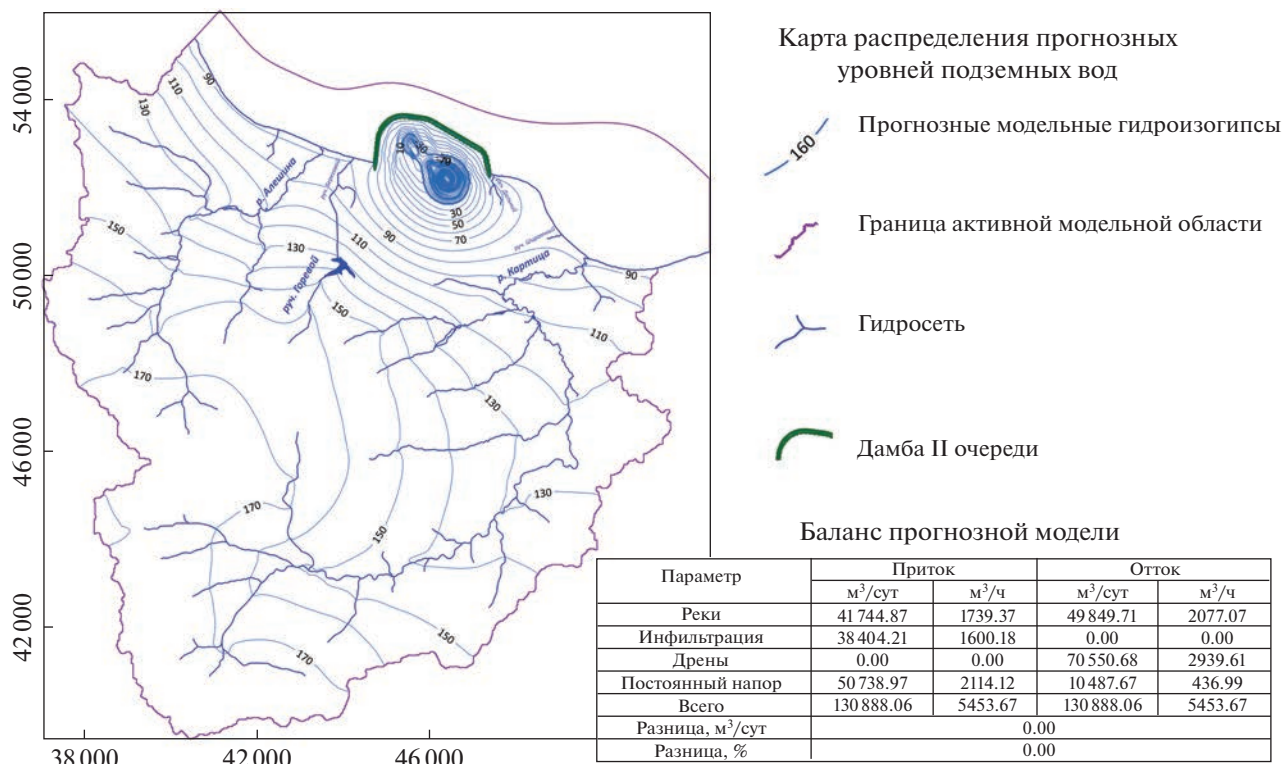 54 000
50 000
46 000
42 000
38 000
42 000
46 000
90
110
130
10
30
70
р. Алешина
30
50
70
150
130
110
90
90
р. Картица
руч. Горевой
150
110
170
130
130
170
150
150
170
Карта распределения прогнозных
уровней подземных вод
160
Прогнозные модельные гидроизогипсы
Граница активной модельной области
Гидросеть
Дамба II очереди
Баланс прогнозной модели
Параметр Приток Отток
м³/сут м³/ч м³/сут м³/ч
Реки 41 744.87 1739.37 49 849.71 2077.07
Инфильтрация 38 404.21 1600.18 0.00 0.00
Дрены 0.00 0.00 70 550.68 2939.61
Постоянный напор 50 738.97 2114.12 10 487.67 436.99
Всего 130 888.06 5453.67 130 888.06 5453.67
Разница, м³/сут 0.00
Разница, % 0.00